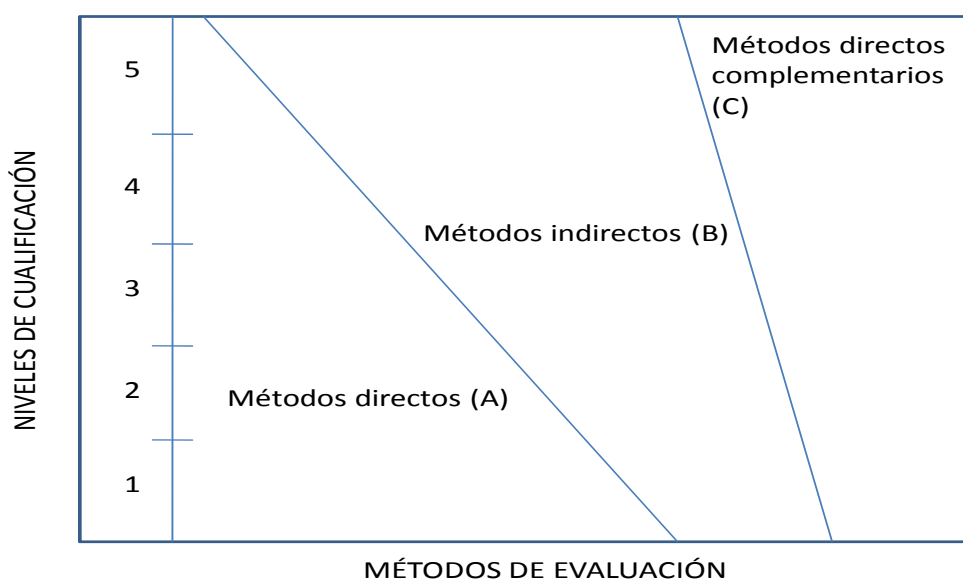 Métodos directos
complementarios
(C)
5
4
Métodos indirectos (B)
3
2
Métodos directos (A)
1
NIVELES DE CUALIFICACIÓN
MÉTODOS DE EVALUACIÓN